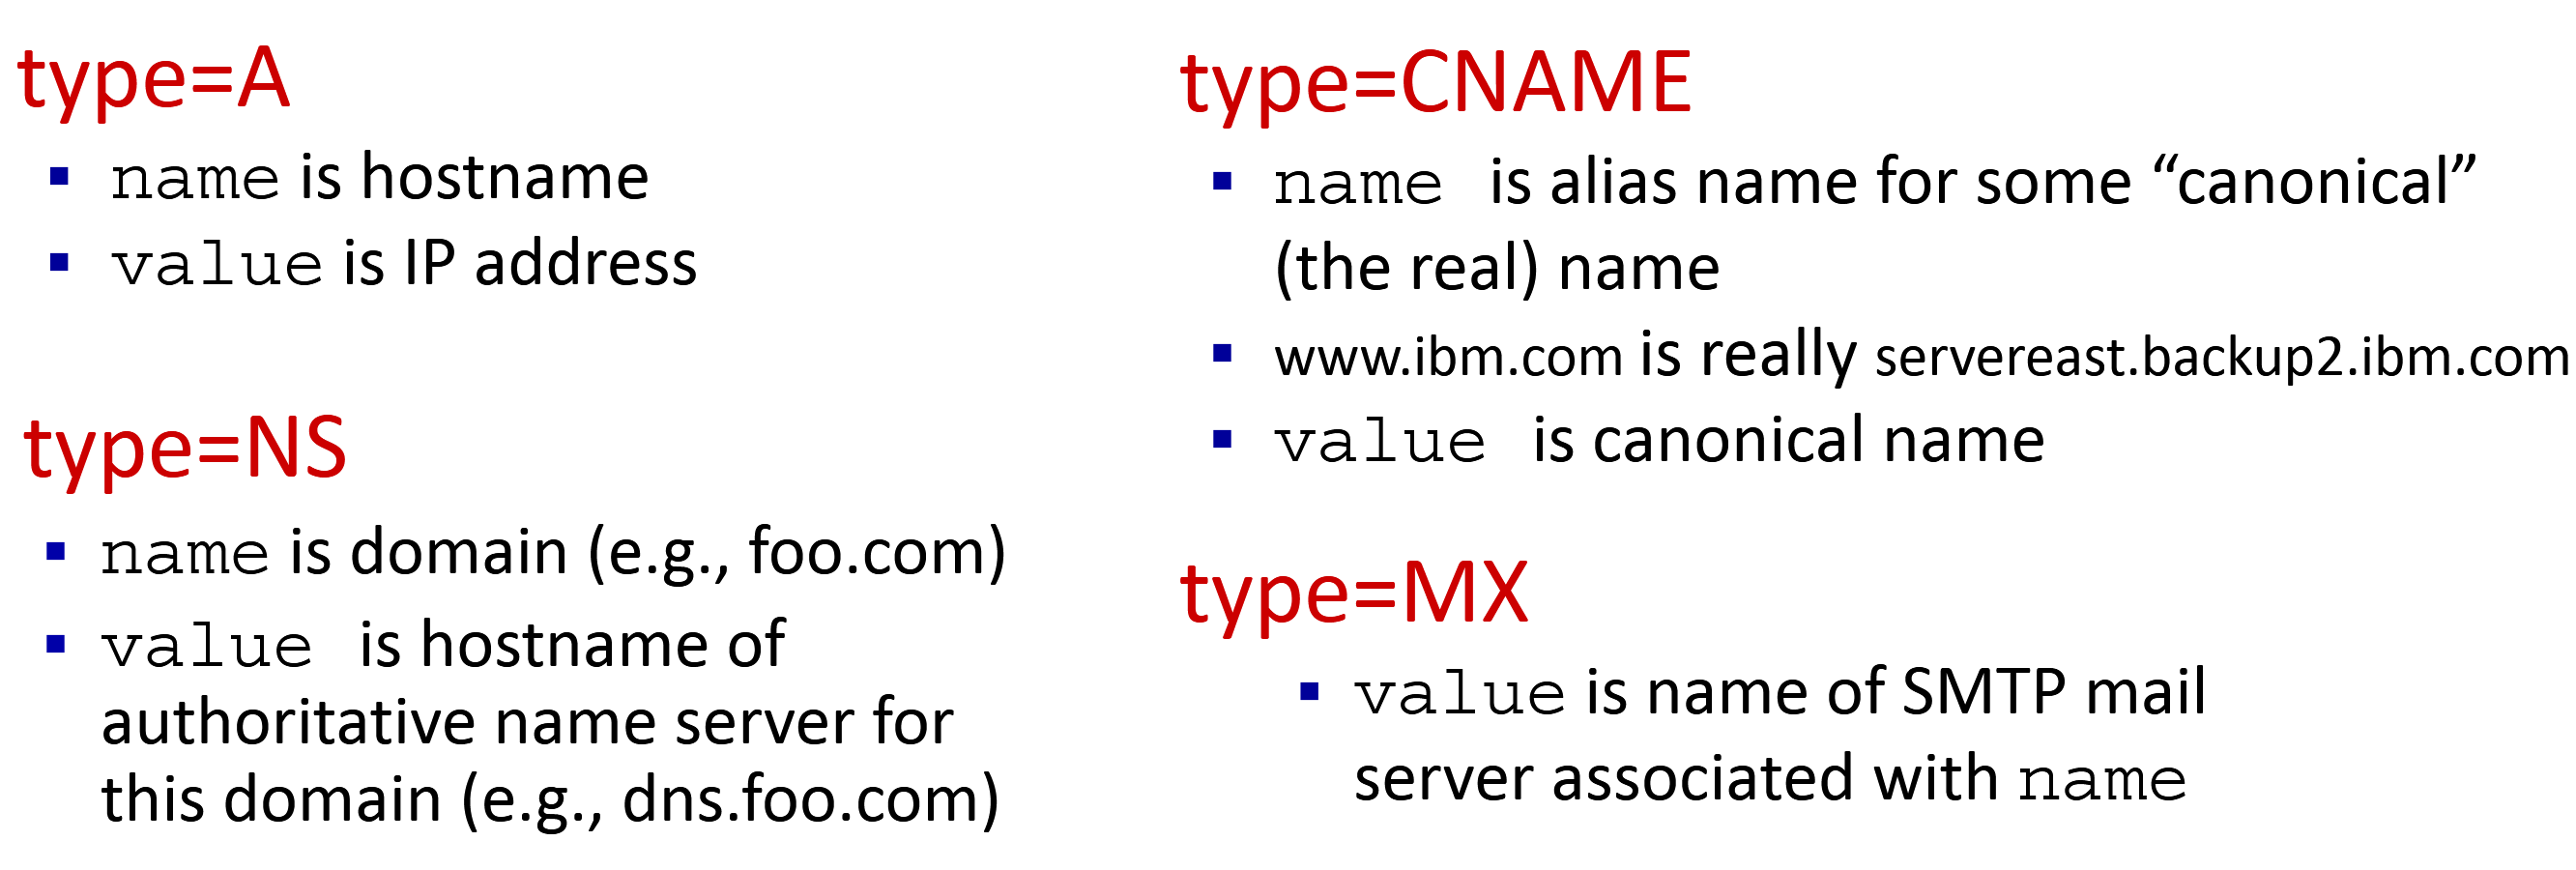 type=A
▪ name is hostname
▪ value is IP address
type=NS
▪ name is domain (e.g., foo.com)
▪ value is hostname of
authoritative name server for
this domain (e.g., dns.foo.com)
type=CNAME
▪ name is alias name for some “canonical”
(the real) name
▪ www.ibm.com is really servereast.backup2.ibm.com
▪ value is canonical name
type=MX
▪ value is name of SMTP mail
server associated with name